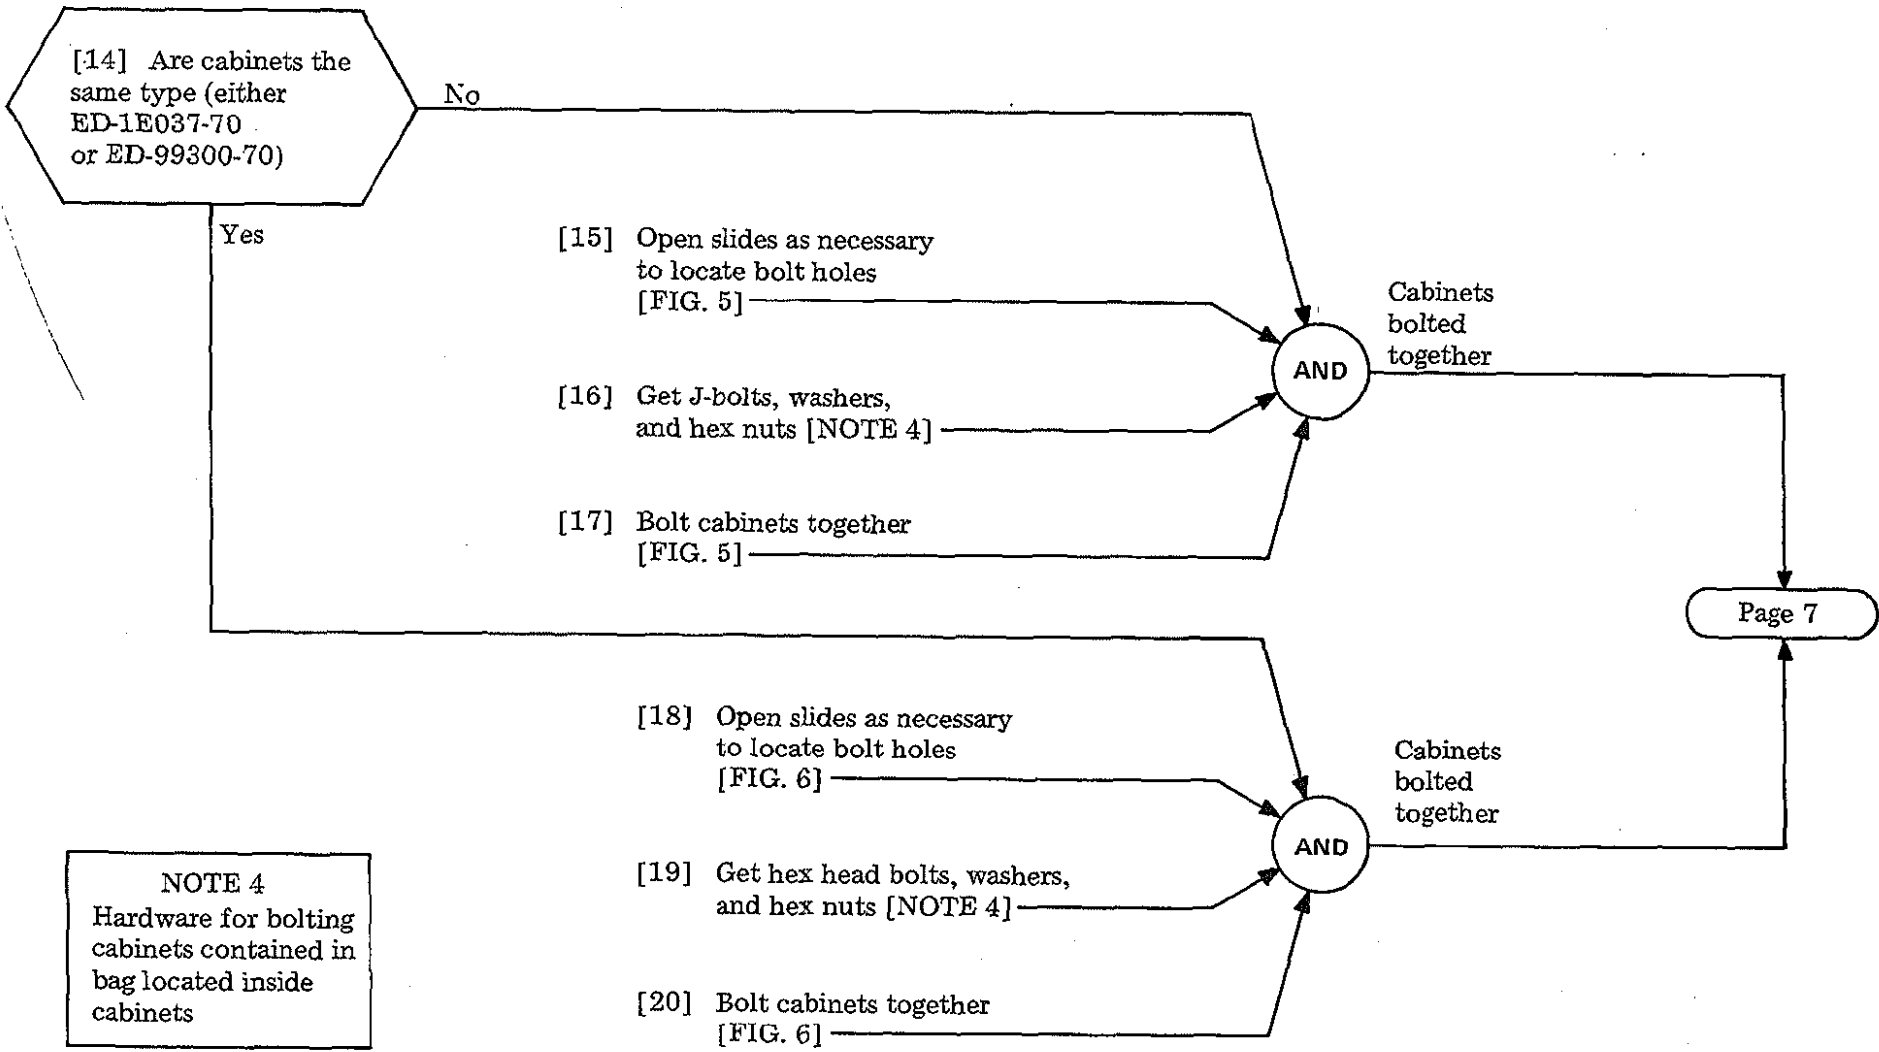 [14] Are cabinets the
same type (either
ED-1E037-70
or ED-99300-70)
No
Yes
[15] Open slides as necessary
to locate bolt holes
[FIG. 5]
[16] Get J-bolts, washers,
and hex nuts [NOTE 4]
[17] Bolt cabinets together
[FIG. 5]
AND
Cabinets
bolted
together
Page 7
[18] Open slides as necessary
to locate bolt holes
[FIG. 6]
[19] Get hex head bolts, washers,
and hex nuts [NOTE 4]
[20] Bolt cabinets together
[FIG. 6]
AND
Cabinets
bolted
together
NOTE 4
Hardware for bolting
cabinets contained in
bag located inside
cabinets